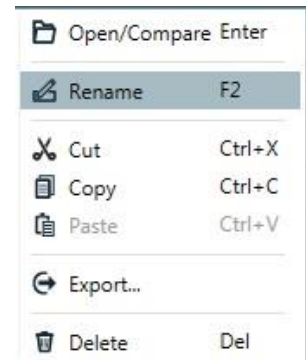 Open/Compare Enter
Rename F2
Cut Ctrl+X
Copy Ctrl+C
Paste Ctrl+V
Export...
Delete Del